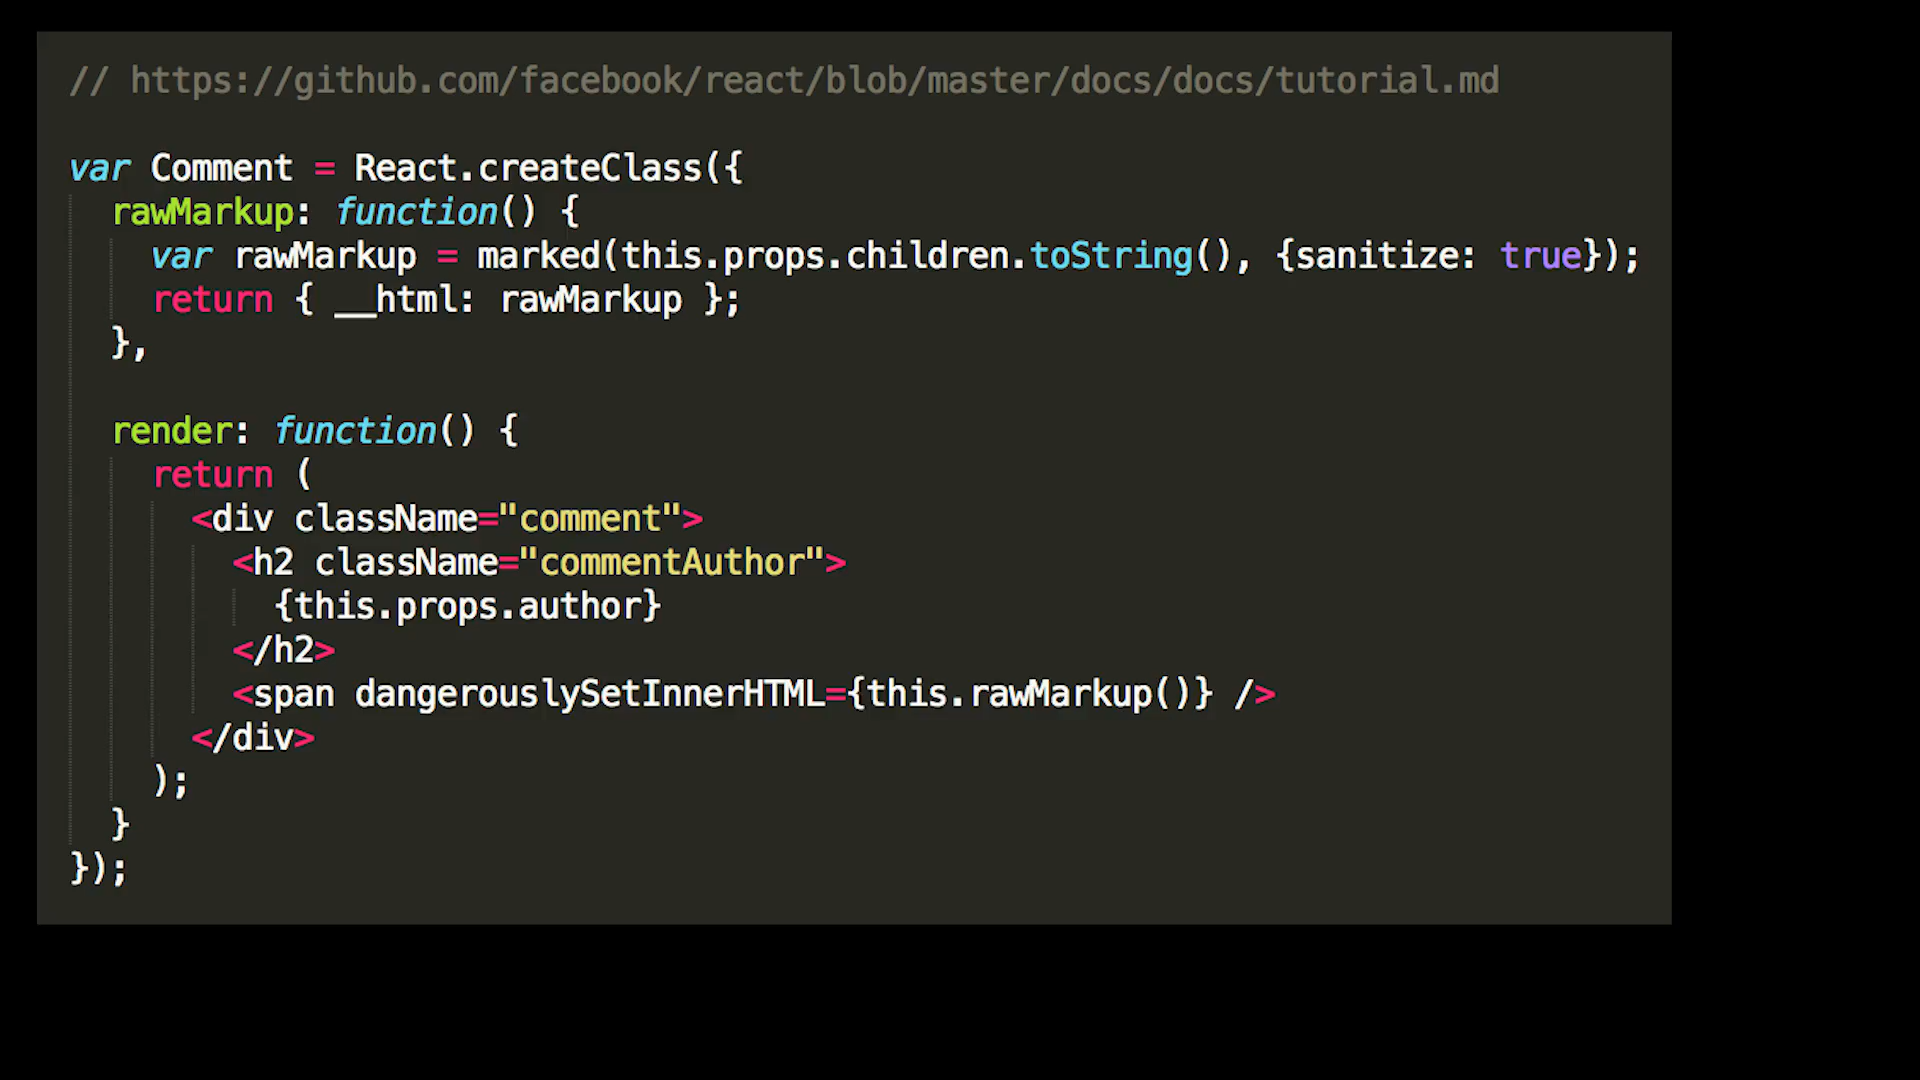 // https://github.com/facebook/react/blob/master/docs/docs/tutorial.md
var Comment = React.createClass({
rawMarkup: function() {
var rawMarkup = marked(this.props.children.toString(), {sanitize: true});
return { __html: rawMarkup };
},
render: function() {
return (
<div className="comment">
<h2 className="commentAuthor">
{this.props.author}
</h2>
<span dangerouslySetInnerHTML={this.rawMarkup()} />
</div>
);
}
});